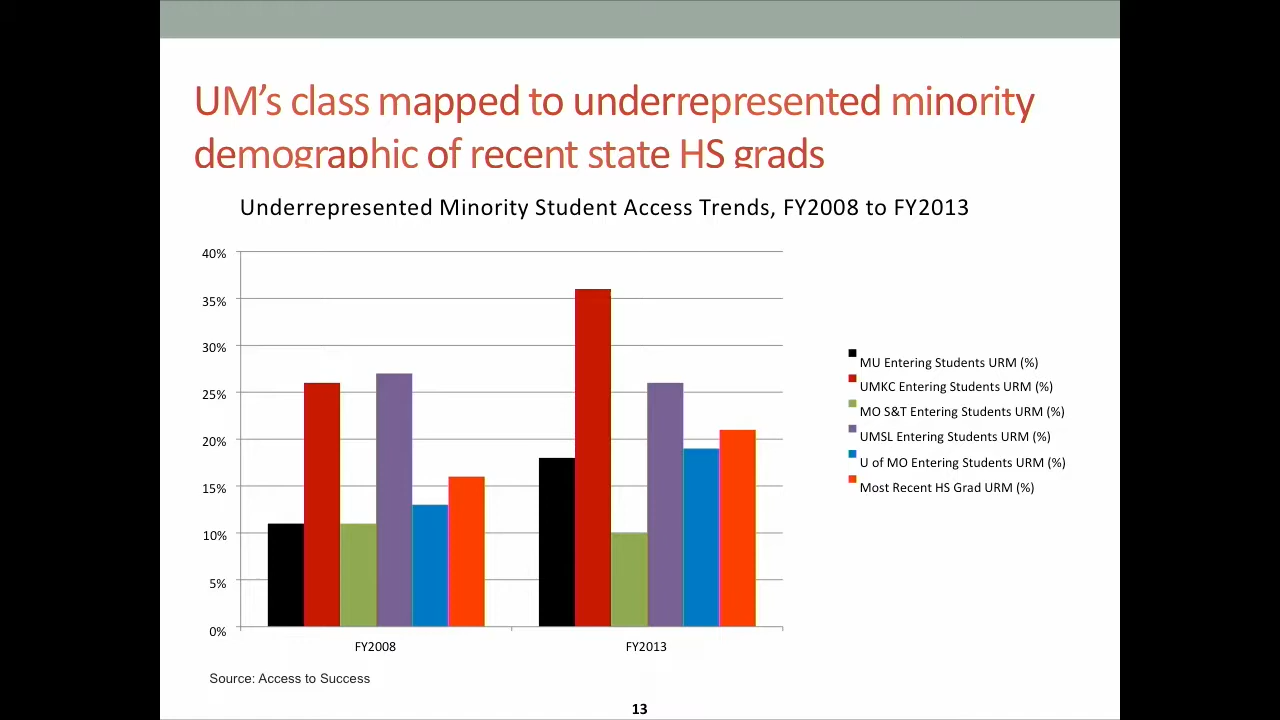 UM’s class mapped to underrepresented minority
demographic of recent state HS grads
Underrepresented Minority Student Access Trends, FY2008 to FY2013
40%
35%
30%
25%
20%
15%
10%
5%
0%
FY2008
FY2013
MU Entering Students URM (%)
UMKC Entering Students URM (%)
MO S&T Entering Students URM (%)
UMSL Entering Students URM (%)
U of MO Entering Students URM (%)
Most Recent HS Grad URM (%)
Source: Access to Success
13